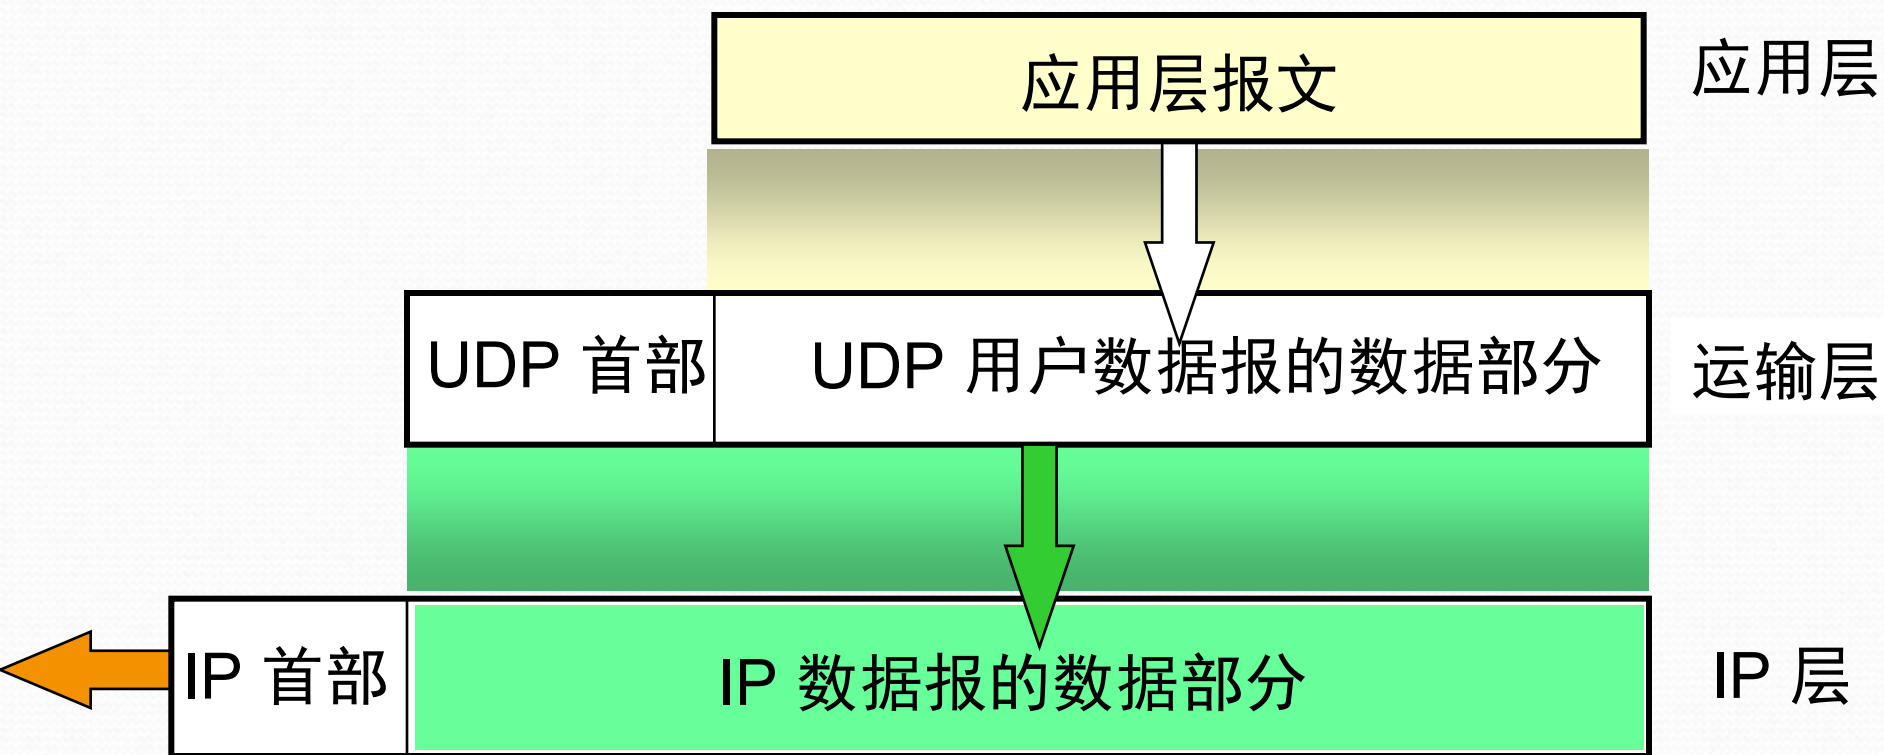 应用层报文
应用层
UDP 首部
UDP 用户数据报的数据部分
运输层
IP 首部
IP 数据报的数据部分
IP 层